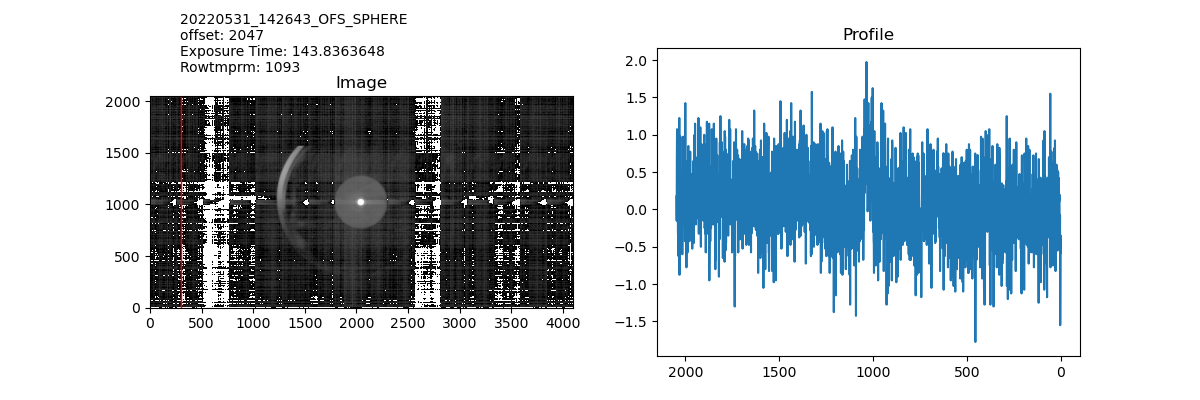 20220531_142643_OFS_SPHERE
offset: 2047
Exposure Time: 143.8363648
Rowtmprm: 1093
Image
2000
1500
1000
500
0
0 500 1000 1500 2000 2500 3000 3500 4000
Profile
2.0
1.5
1.0
0.5
0.0
−0.5
−1.0
−1.5
2000 1500 1000 500 0